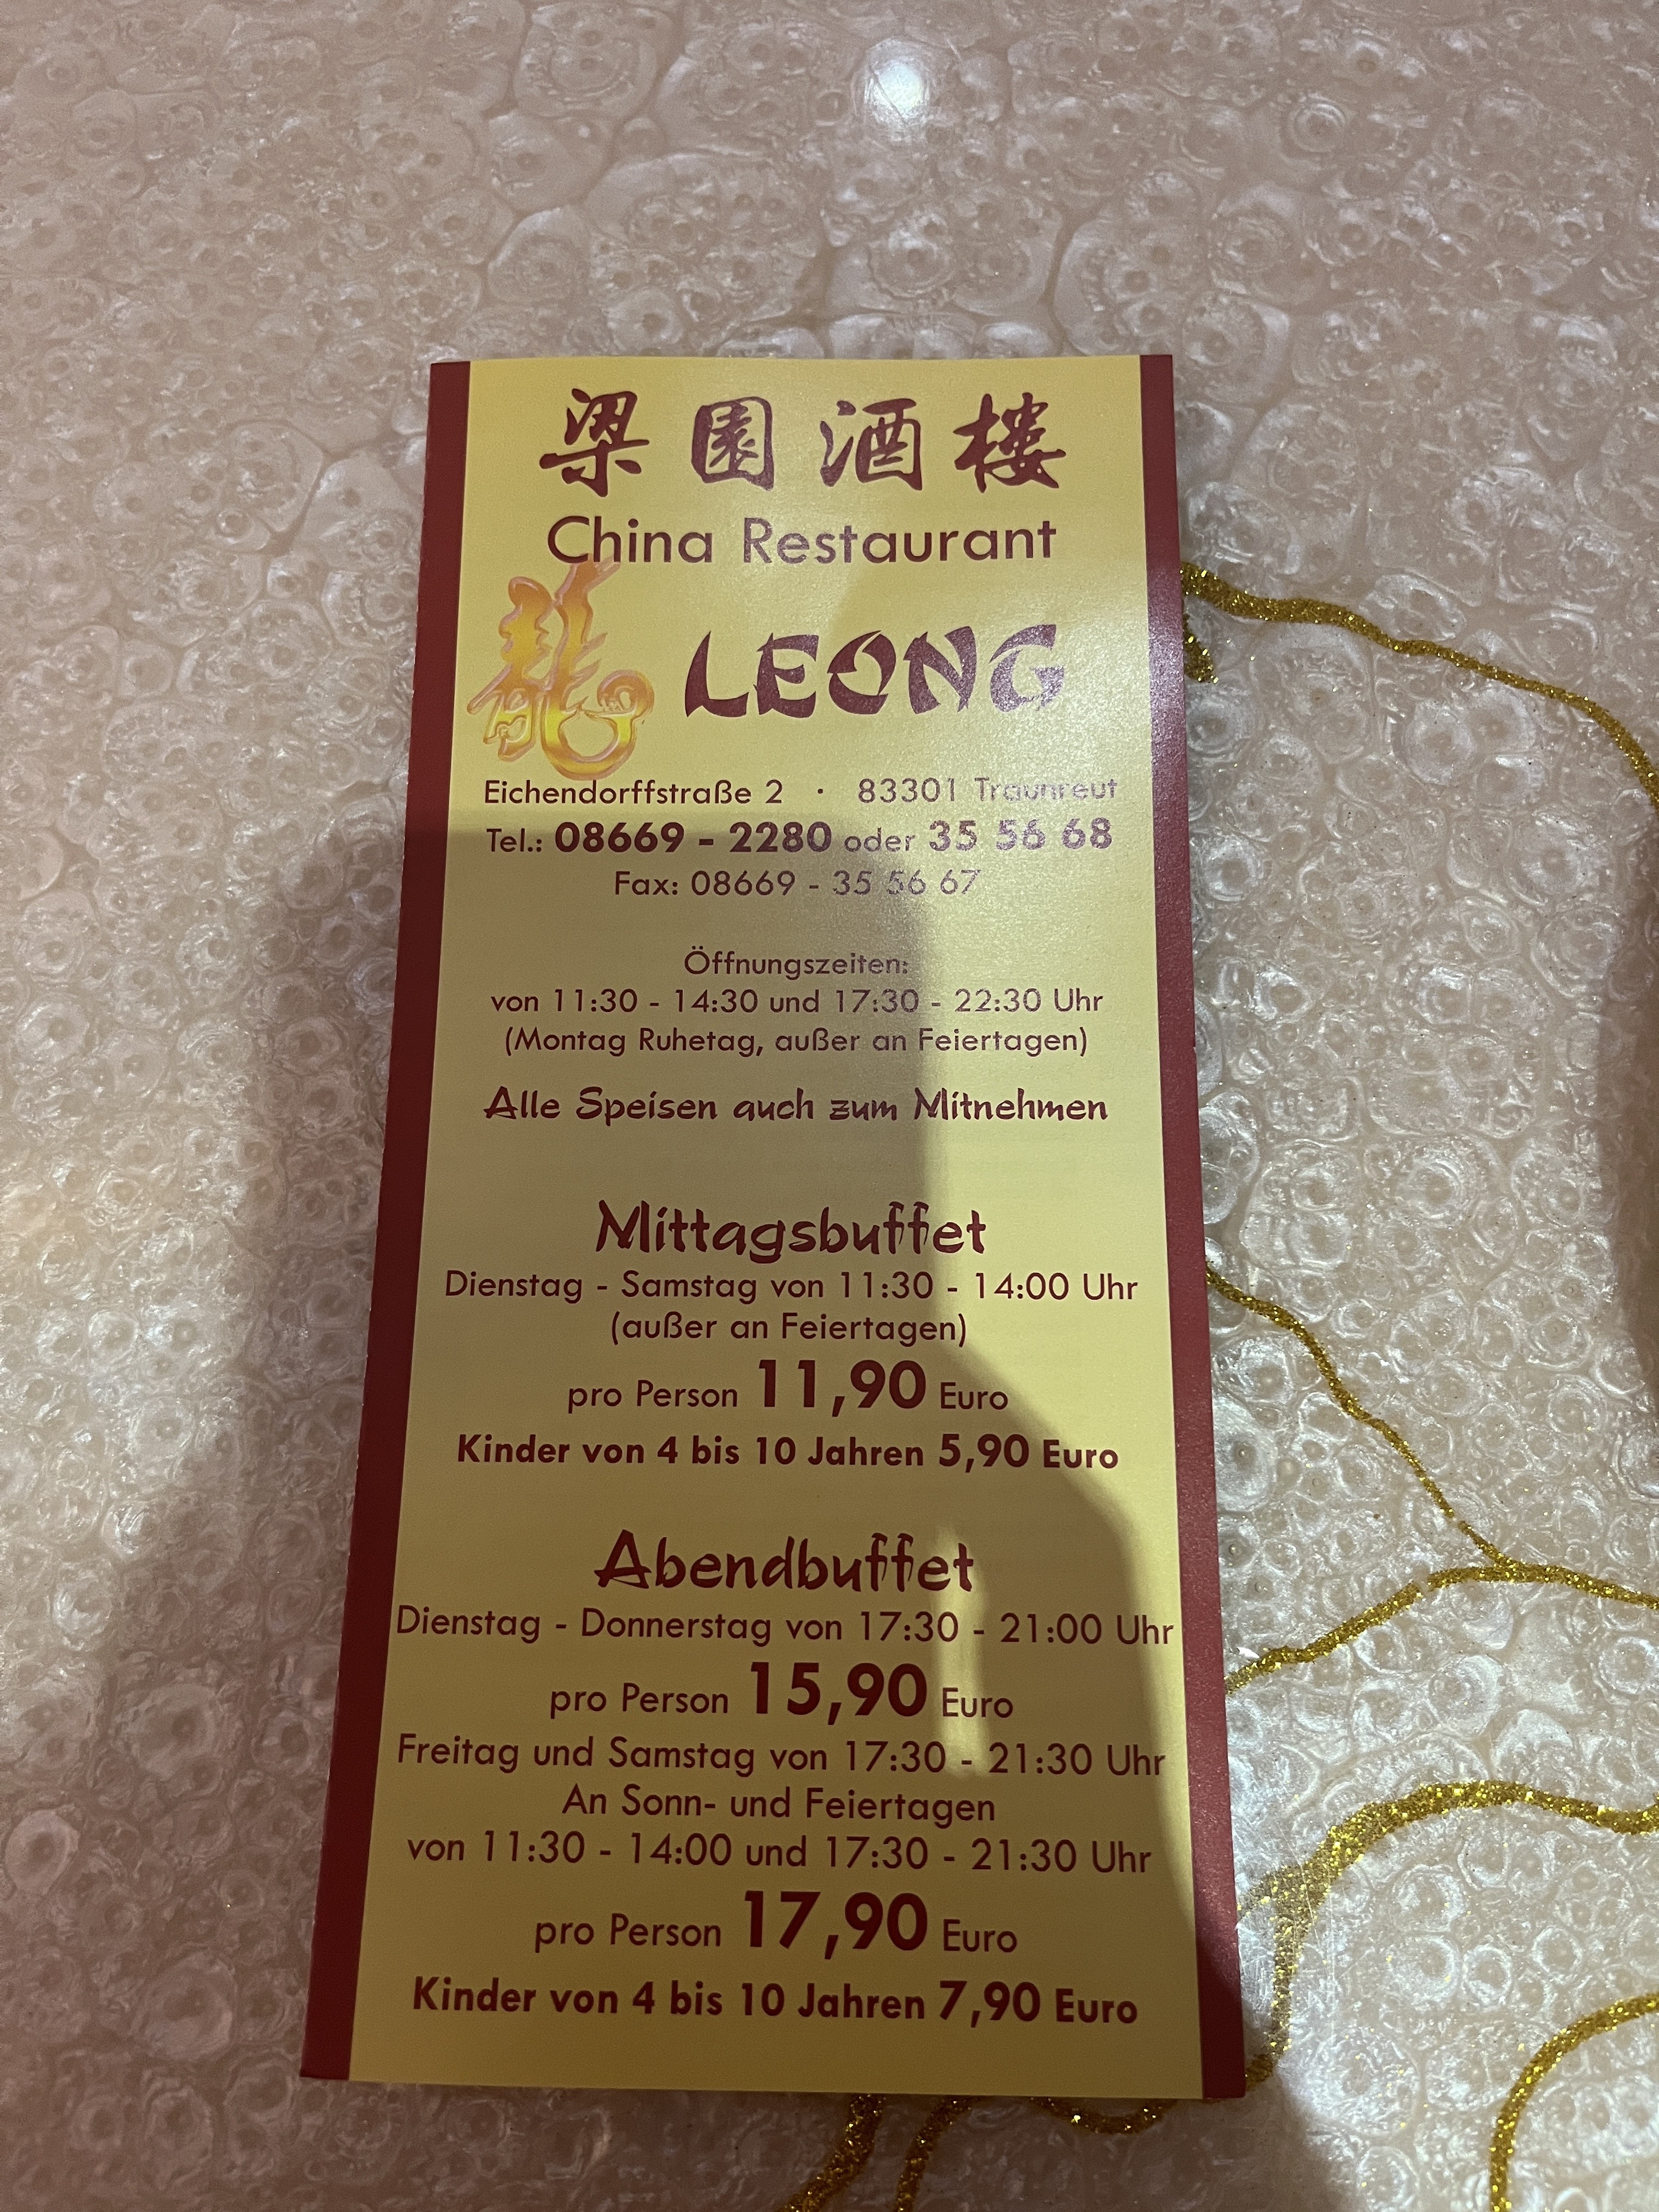 梁園酒樓
China Restaurant
龍 LEONG
Eichendorffstraße 2 · 83301 Traunreut
Tel.: 08669 - 2280 oder 35 56 68
Fax: 08669 - 35 56 67
Öffnungszeiten:
von 11:30 - 14:30 und 17:30 - 22:30 Uhr
(Montag Ruhetag, außer an Feiertagen)
Alle Speisen auch zum Mitnehmen
Mittagsbuffet
Dienstag - Samstag von 11:30 - 14:00 Uhr
(außer an Feiertagen)
pro Person 11,90 Euro
Kinder von 4 bis 10 Jahren 5,90 Euro
Abendbuffet
Dienstag - Donnerstag von 17:30 - 21:00 Uhr
pro Person 15,90 Euro
Freitag und Samstag von 17:30 - 21:30 Uhr
An Sonn- und Feiertagen
von 11:30 - 14:00 und 17:30 - 21:30 Uhr
pro Person 17,90 Euro
Kinder von 4 bis 10 Jahren 7,90 Euro